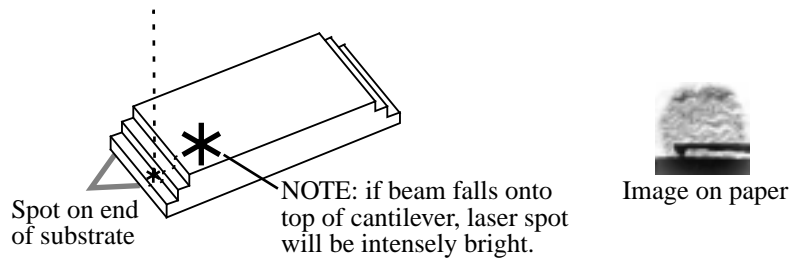 Spot on end
of substrate
NOTE: if beam falls onto
top of cantilever, laser spot
will be intensely bright.
Image on paper